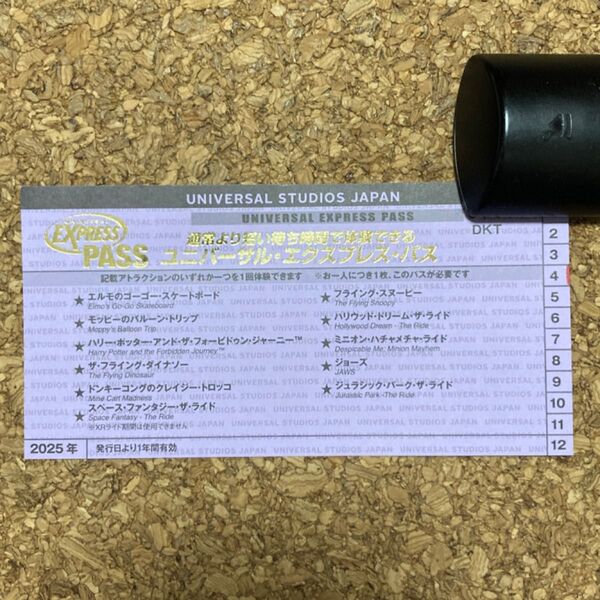 UNIVERSAL STUDIOS JAPAN
UNIVERSAL EXPRESS PASS
DKT
EXPRESS PASS
通常より短い待ち時間で体験できる
ユニバーサル・エクスプレス・パス
記載アトラクションのいずれか一つを1回体験できます ※お一人につき1枚、このパスが必要です
★エルモのゴーゴー・スケートボード
Elmo's Go-Go Skateboard
★モッピーのバルーン・トリップ
Moppy's Balloon Trip
★ハリー・ポッター・アンド・ザ・フォービドゥン・ジャーニー™
Harry Potter and the Forbidden Journey™
★ザ・フライング・ダイナソー
The Flying Dinosaur
★ドンキーコングのクレイジー・トロッコ
Mine Cart Madness
★スペース・ファンタジー・ザ・ライド
Space Fantasy - The Ride
※XRライド期間は使用できません
★フライング・スヌーピー
The Flying Snoopy
★ハリウッド・ドリーム・ザ・ライド
Hollywood Dream - The Ride
★ミニオン・ハチャメチャ・ライド
Despicable Me: Minion Mayhem
★ジョーズ
JAWS
★ジュラシック・パーク・ザ・ライド
Jurassic Park -The Ride
2
3
4
5
6
7
8
9
10
11
12
2025年 発行日より1年間有効